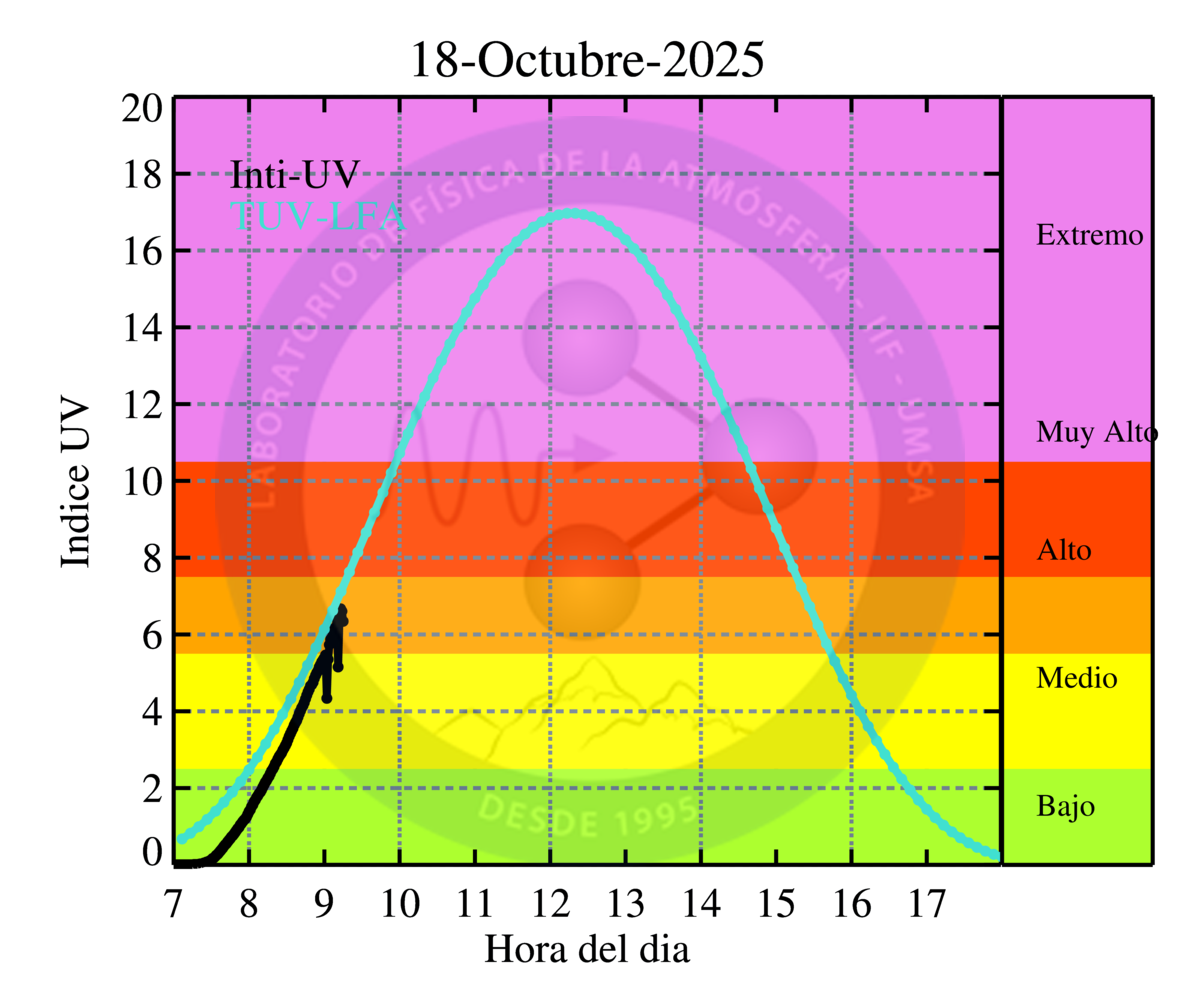 18-Octubre-2025
20
18
16
14
12
10
8
6
4
2
0
Indice UV
Inti-UV
TUV-LFA
LABORATORIO DE FÍSICA DE LA ATMÓSFERA - IIF - UMSA
DESDE 1995
Extremo
Muy Alto
Alto
Medio
Bajo
7 8 9 10 11 12 13 14 15 16 17
Hora del dia